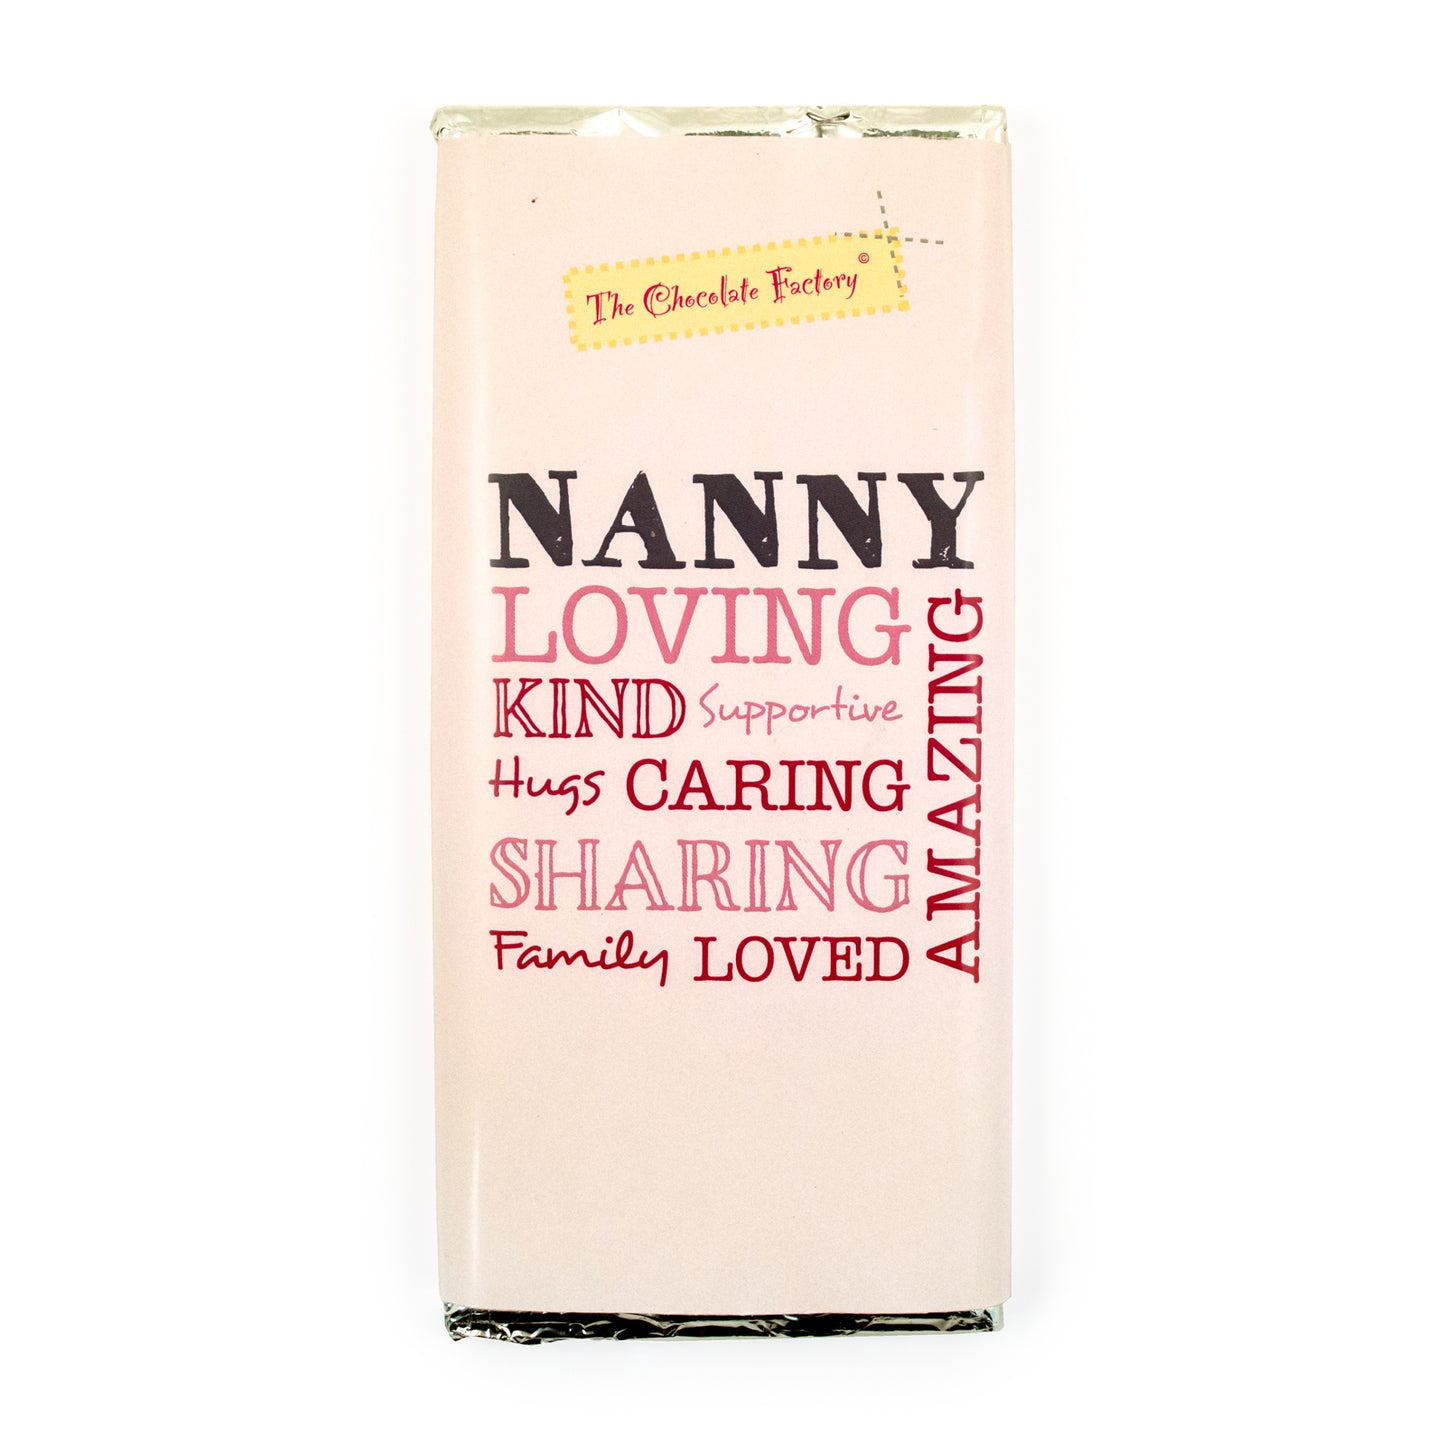 The Chocolate Factory ©
NANNY
LOVING
KIND Supportive
Hugs CARING
SHARING
Family LOVED
AMAZING